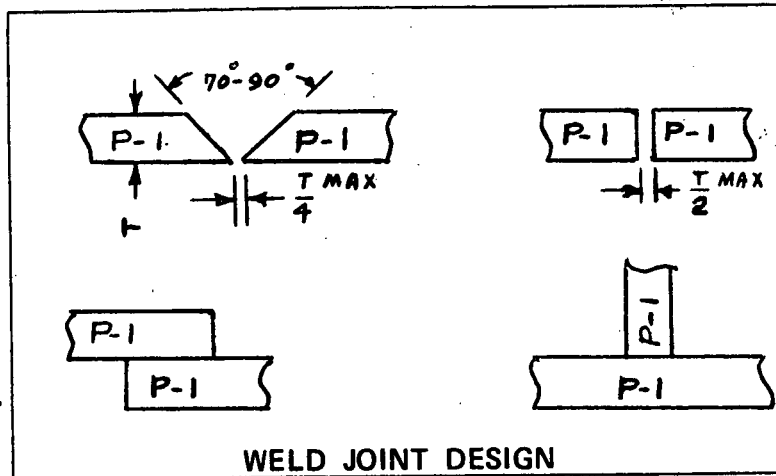 70°-90°
P-1 P-1
T
T/4 MAX
P-1 P-1
T/2 MAX
P-1
P-1
P-1
P-1
WELD JOINT DESIGN